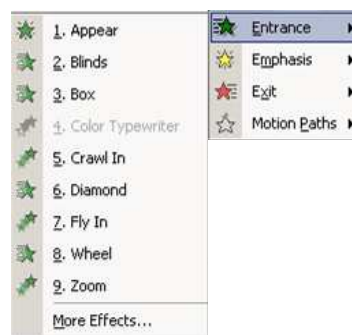 1. Appear
2. Blinds
3. Box
4. Color Typewriter
5. Crawl In
6. Diamond
7. Fly In
8. Wheel
9. Zoom
More Effects...
Entrance
Emphasis
Exit
Motion Paths